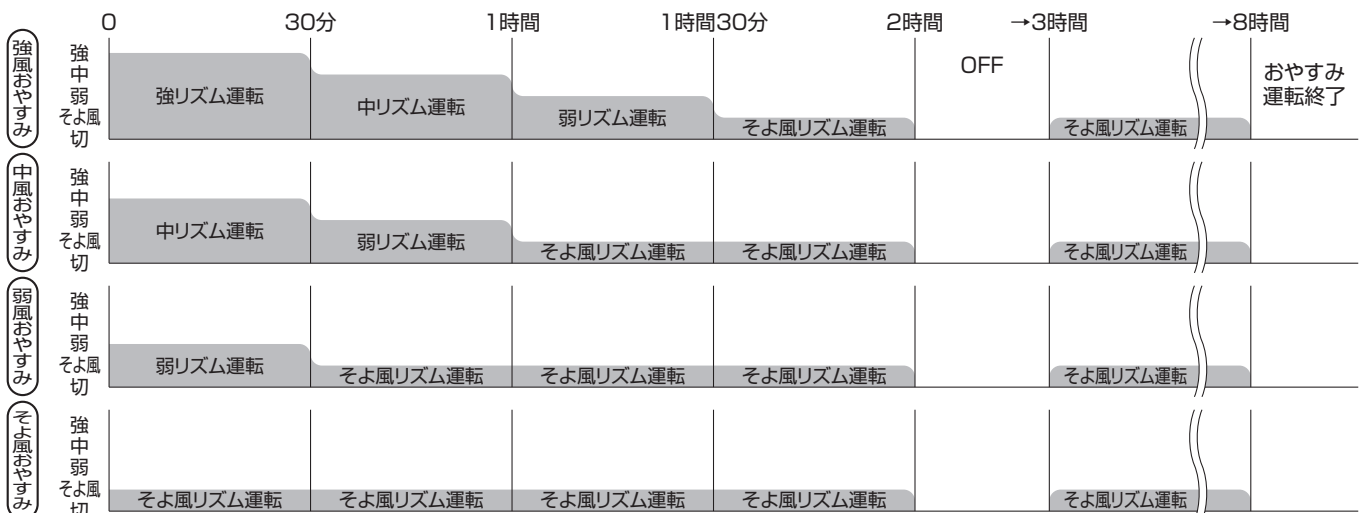 0 30分 1時間 1時間30分 2時間 →3時間 →8時間
強風おやすみ
強
中
弱
そよ風
切
強リズム運転 中リズム運転 弱リズム運転 そよ風リズム運転 OFF そよ風リズム運転 おやすみ
運転終了
中風おやすみ
強
中
弱
そよ風
切
中リズム運転 弱リズム運転 そよ風リズム運転 そよ風リズム運転 そよ風リズム運転
弱風おやすみ
強
中
弱
そよ風
切
弱リズム運転 そよ風リズム運転 そよ風リズム運転 そよ風リズム運転 そよ風リズム運転
そよ風おやすみ
強
中
弱
そよ風
切
そよ風リズム運転 そよ風リズム運転 そよ風リズム運転 そよ風リズム運転 そよ風リズム運転